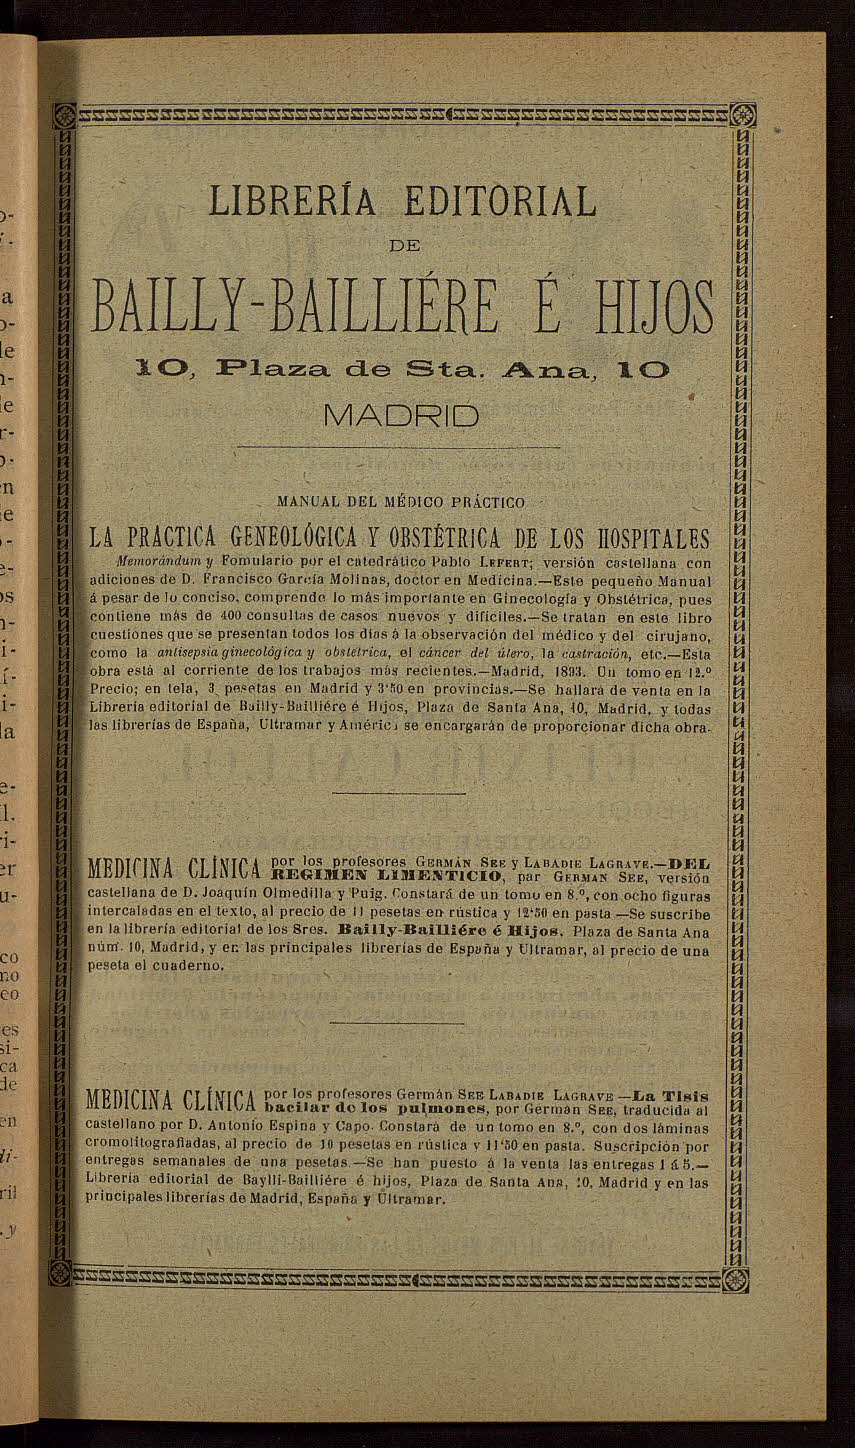 LIBRERÍA EDITORIAL
DE
BAILLY-BAILLIÉRE É HIJOS
10, Plaza de Sta. Ana, 10
MADRID
MANUAL DEL MÉDICO PRÁCTICO
LA PRACTICA GENEOLÓGICA Y OBSTÉTRICA DE LOS HOSPITALES
Memorándum y Fomulario por el catedrático Pablo LEFERT; versión castellana con
adiciones de D. Francisco García Molinas, doctor en Medicina.—Este pequeño Manual
á pesar de lo conciso, comprende lo más importante en Ginecología y Obstétrica, pues
contiene más de 400 consultas de casos nuevos y difíciles.—Se tratan en este libro
cuestiones que se presentan todos los días á la observación del médico y del cirujano,
como la antisepsia ginecológica y obstetrica, el cáncer del útero, la castración, etc.—Esta
obra está al corriente de los trabajos más recientes.—Madrid, 1893. Un tomo en 12.º
Precio; en tela, 3 pesetas en Madrid y 3'50 en provincias.—Se hallará de venta en la
Librería editorial de Bailly-Bailliére é Hijos, Plaza de Santa Ana, 10, Madrid, y todas
las librerías de España, Ultramar y América se encargarán de proporcionar dicha obra.
MEDICINA CLÍNICA por los profesores GERMÁN SEE Y LABADIE LAGRAVE.—DEL
REGIMEN LIMENTICIO, par GERMAN SEE, versión
castellana de D. Joaquín Olmedilla y Puig. Constará de un tomo en 8.º, con ocho figuras
intercaladas en el texto, al precio de 11 pesetas en rústica y 12'50 en pasta —Se suscribe
en la librería editorial de los Sres. Bailly-Bailliére é Hijos. Plaza de Santa Ana
núm. 10, Madrid, y en las principales librerías de España y Ultramar, al precio de una
peseta el cuaderno.
MEDICINA CLÍNICA por los profesores Germán SEE LABADIE LAGRAVE —La Tisis
bacilar de los pulmones, por Germán SEE, traducida al
castellano por D. Antonio Espina y Capo. Constará de un tomo en 8.º, con dos láminas
cromolitografiadas, al precio de 10 pesetas en rústica y 11'50 en pasta. Suscripción por
entregas semanales de una pesetas.—Se han puesto á la venta las entregas 1 á 5.—
Librería editorial de Baylli-Bailliére é hijos, Plaza de Santa Ana, 10, Madrid y en las
principales librerías de Madrid, España y Ultramar.